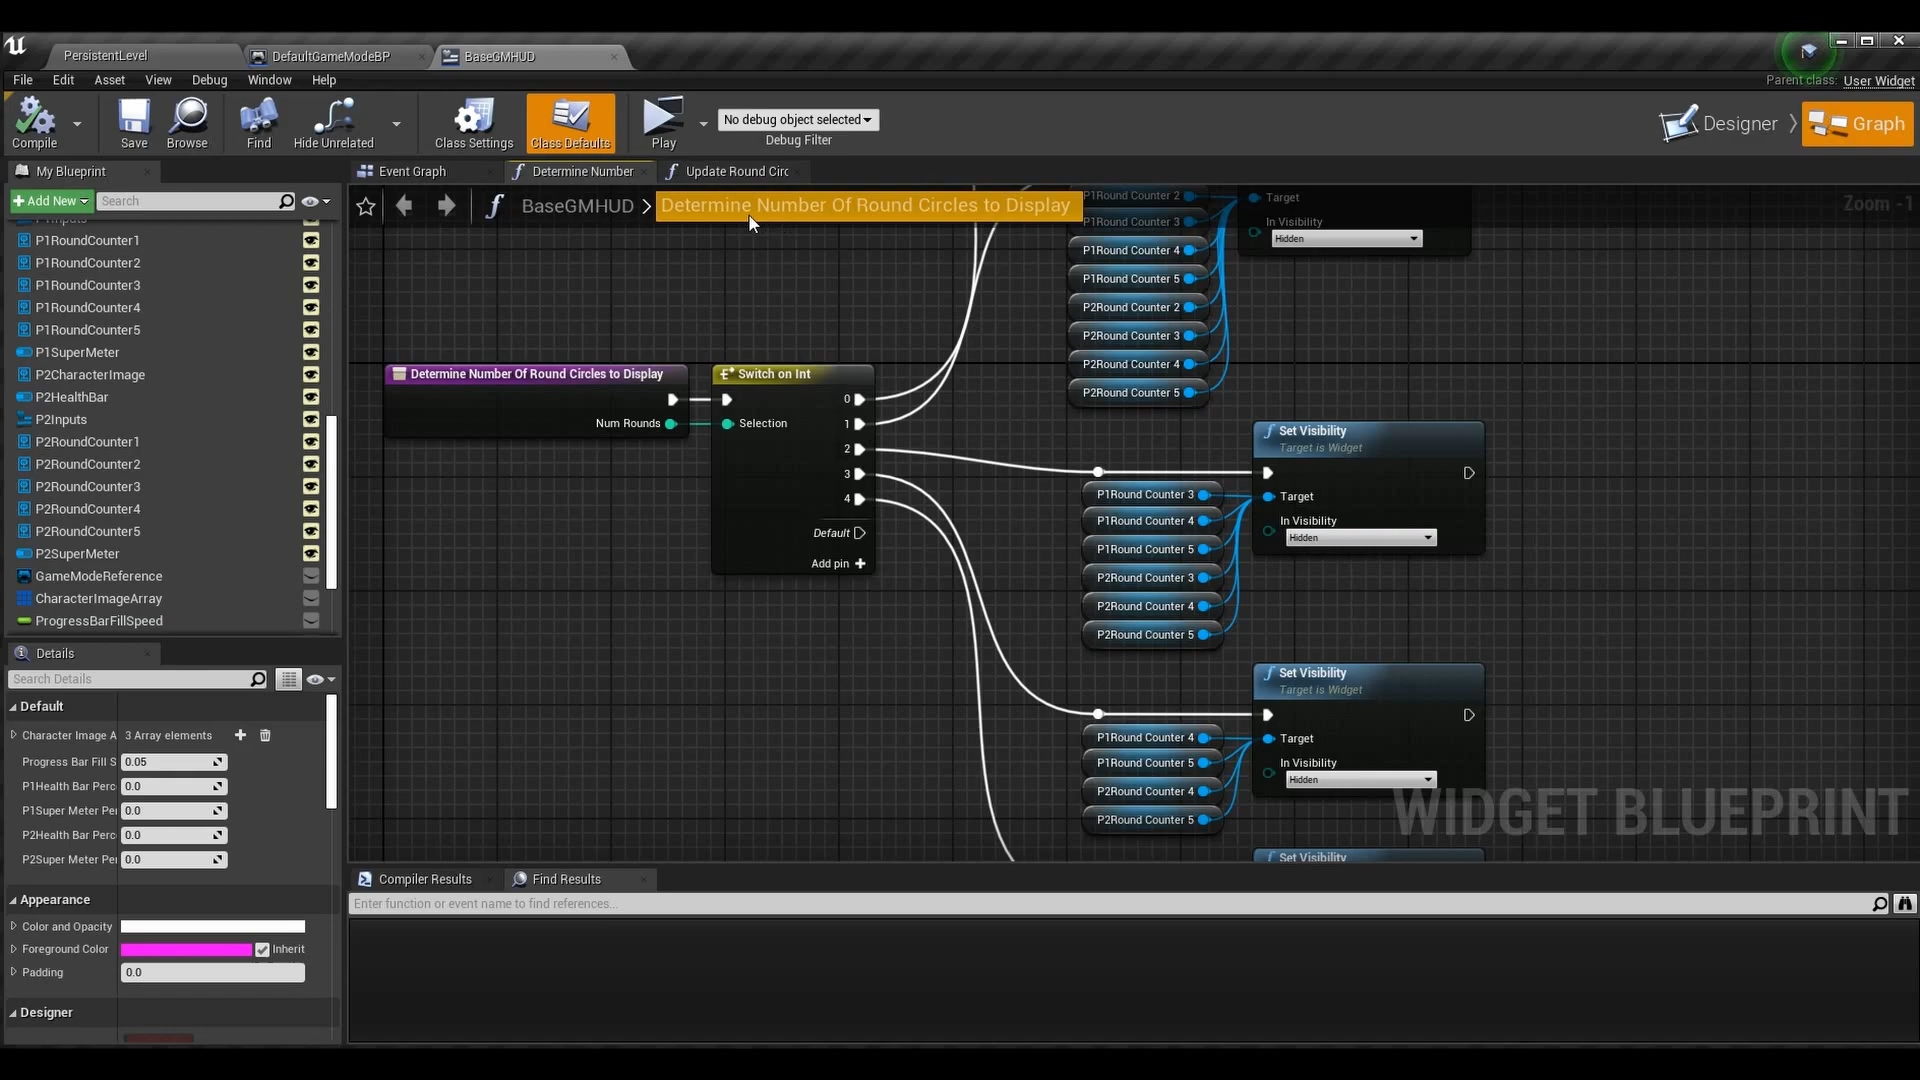 PersistentLevel
DefaultGameModeBP
BaseGMHUD
File Edit Asset View Debug Window Help
Parent class: User Widget
Compile
Save
Browse
Find
Hide Unrelated
Class Settings
Class Defaults
Play
No debug object selected
Debug Filter
Designer
Graph
My Blueprint
Event Graph
Determine Number
Update Round Circ
Add New
Search
BaseGMHUD > Determine Number Of Round Circles to Display
Zoom -1
P1RoundCounter1
P1RoundCounter2
P1RoundCounter3
P1RoundCounter4
P1RoundCounter5
P1SuperMeter
P2CharacterImage
P2HealthBar
P2Inputs
P2RoundCounter1
P2RoundCounter2
P2RoundCounter3
P2RoundCounter4
P2RoundCounter5
P2SuperMeter
GameModeReference
CharacterImageArray
ProgressBarFillSpeed
Determine Number Of Round Circles to Display
Num Rounds
Switch on Int
Selection
0
1
2
3
4
Default
Add pin
P1Round Counter 2
P1Round Counter 3
P1Round Counter 4
P1Round Counter 5
P2Round Counter 2
P2Round Counter 3
P2Round Counter 4
P2Round Counter 5
Target
In Visibility
Hidden
Set Visibility
Target is Widget
Target
In Visibility
Hidden
P1Round Counter 3
P1Round Counter 4
P1Round Counter 5
P2Round Counter 3
P2Round Counter 4
P2Round Counter 5
Set Visibility
Target is Widget
Target
In Visibility
Hidden
P1Round Counter 4
P1Round Counter 5
P2Round Counter 4
P2Round Counter 5
Set Visibility
WIDGET BLUEPRINT
Details
Search Details
Default
Character Image A 3 Array elements
Progress Bar Fill S 0.05
P1Health Bar Perc 0.0
P1Super Meter Per 0.0
P2Health Bar Perc 0.0
P2Super Meter Per 0.0
Appearance
Color and Opacity
Foreground Color Inherit
Padding 0.0
Designer
Compiler Results
Find Results
Enter function or event name to find references...